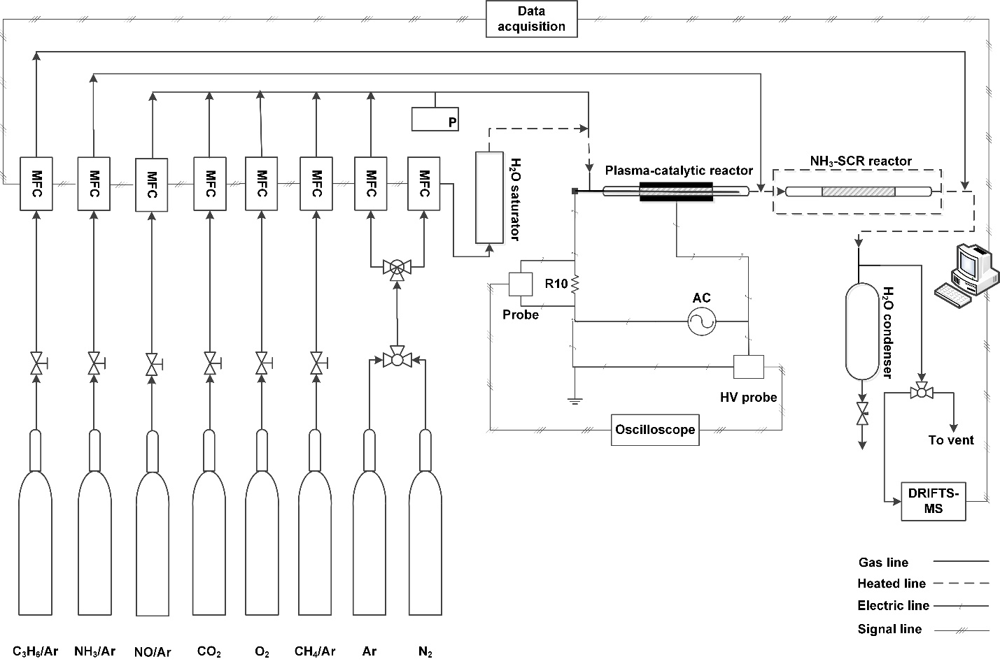 Data
acquisition
P
MFC
MFC
MFC
MFC
MFC
MFC
MFC
MFC
H₂O saturator
Plasma-catalytic reactor
NH₃-SCR reactor
R10
Probe
AC
HV probe
Oscilloscope
H₂O condenser
To vent
DRIFTS-
MS
Gas line
Heated line
Electric line
Signal line
C₃H₆/Ar NH₃/Ar NO/Ar CO₂ O₂ CH₄/Ar Ar N₂